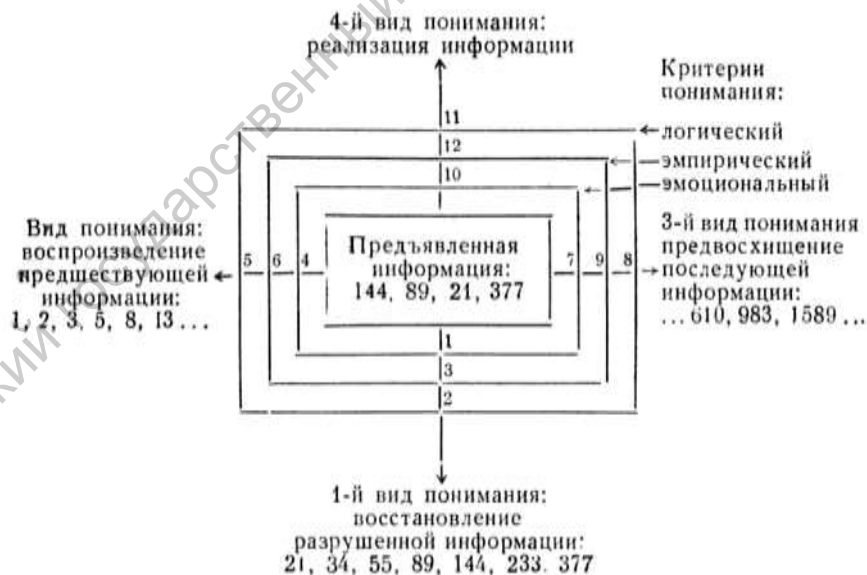 4-й вид понимания:
реализация информации
Критерии
понимания:
11
логический
12
эмпирический
10
эмоциональный
Вид понимания:
воспроизведение
предшествующей
информации:
1, 2, 3, 5, 8, 13...
5 6 4
Предъявленная
информация:
144, 89, 21, 377
7 9 8
3-й вид понимания
предвосхищение
последующей
информации:
...610, 983, 1589...
1
3
2
1-й вид понимания:
восстановление
разрушенной информации:
21, 34, 55, 89, 144, 233. 377
кий государственный